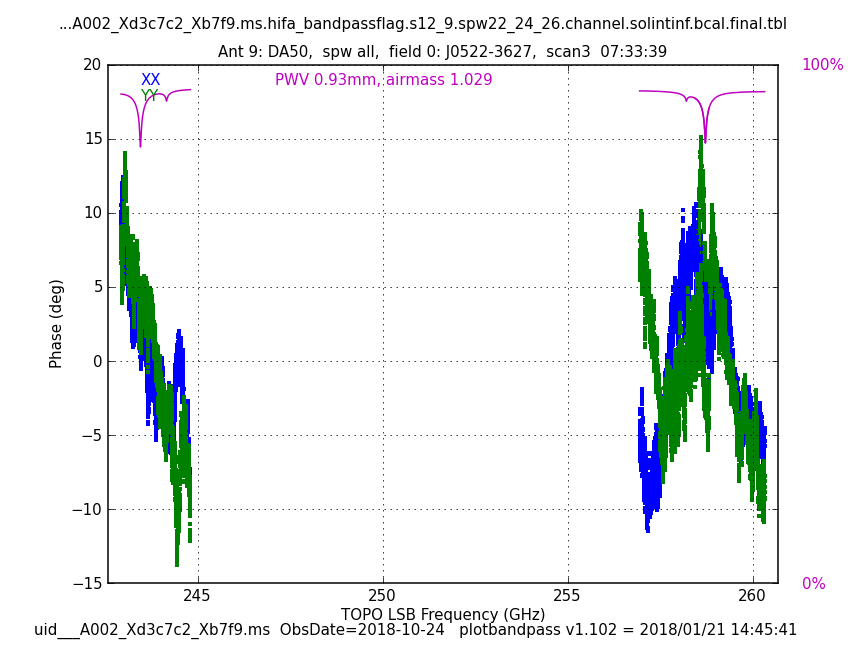 ...A002_Xd3c7c2_Xb7f9.ms.hifa_bandpassflag.s12_9.spw22_24_26.channel.solintinf.bcal.final.tbl
Ant 9: DA50,  spw all,  field 0: J0522-3627,  scan3  07:33:39
20
100%
XX
PWV 0.93mm, airmass 1.029
YY
15
10
5
Phase (deg)
0
−5
−10
−15
0%
245
250
255
260
TOPO LSB Frequency (GHz)
uid___A002_Xd3c7c2_Xb7f9.ms  ObsDate=2018-10-24   plotbandpass v1.102 = 2018/01/21 14:45:41